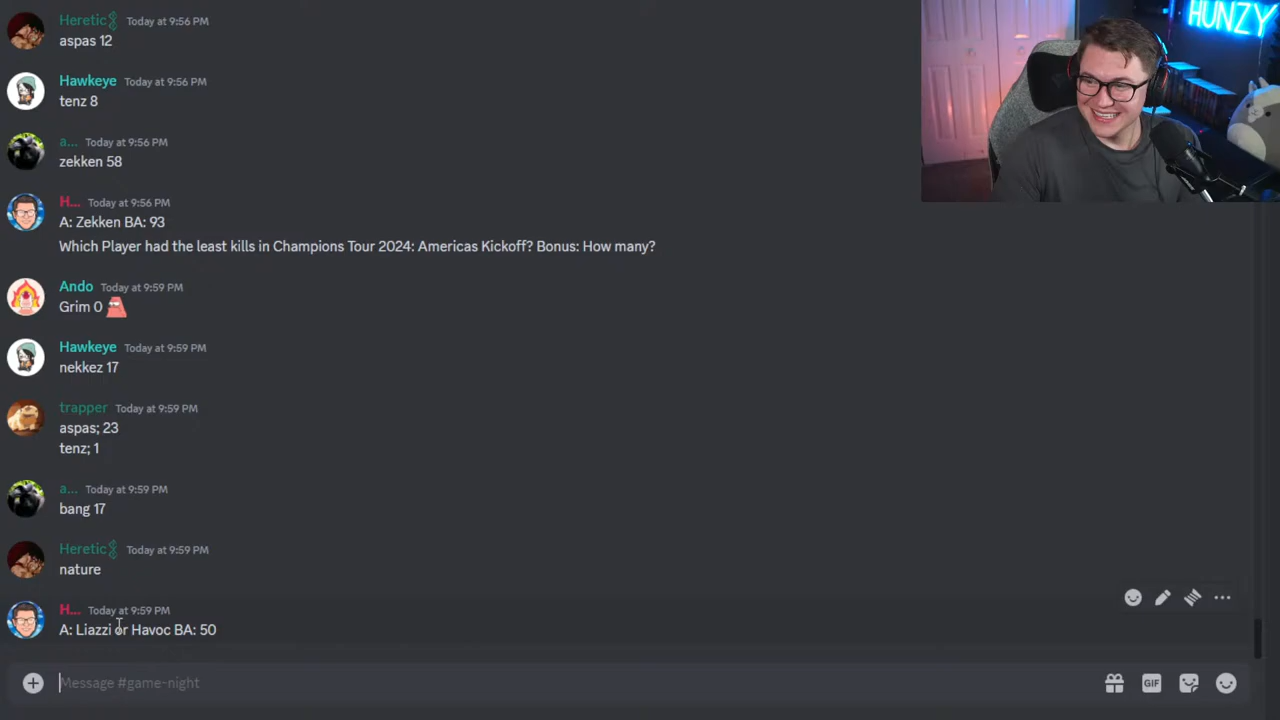 HUNZY
Heretic Today at 9:56 PM
aspas 12
Hawkeye Today at 9:56 PM
tenz 8
a... Today at 9:56 PM
zekken 58
H... Today at 9:56 PM
A: Zekken BA: 93
Which Player had the least kills in Champions Tour 2024: Americas Kickoff? Bonus: How many?
Ando Today at 9:59 PM
Grim 0
Hawkeye Today at 9:59 PM
nekkez 17
trapper Today at 9:59 PM
aspas; 23
tenz; 1
a... Today at 9:59 PM
bang 17
Heretic Today at 9:59 PM
nature
H... Today at 9:59 PM
A: Liazzi or Havoc BA: 50
Message #game-night
GIF